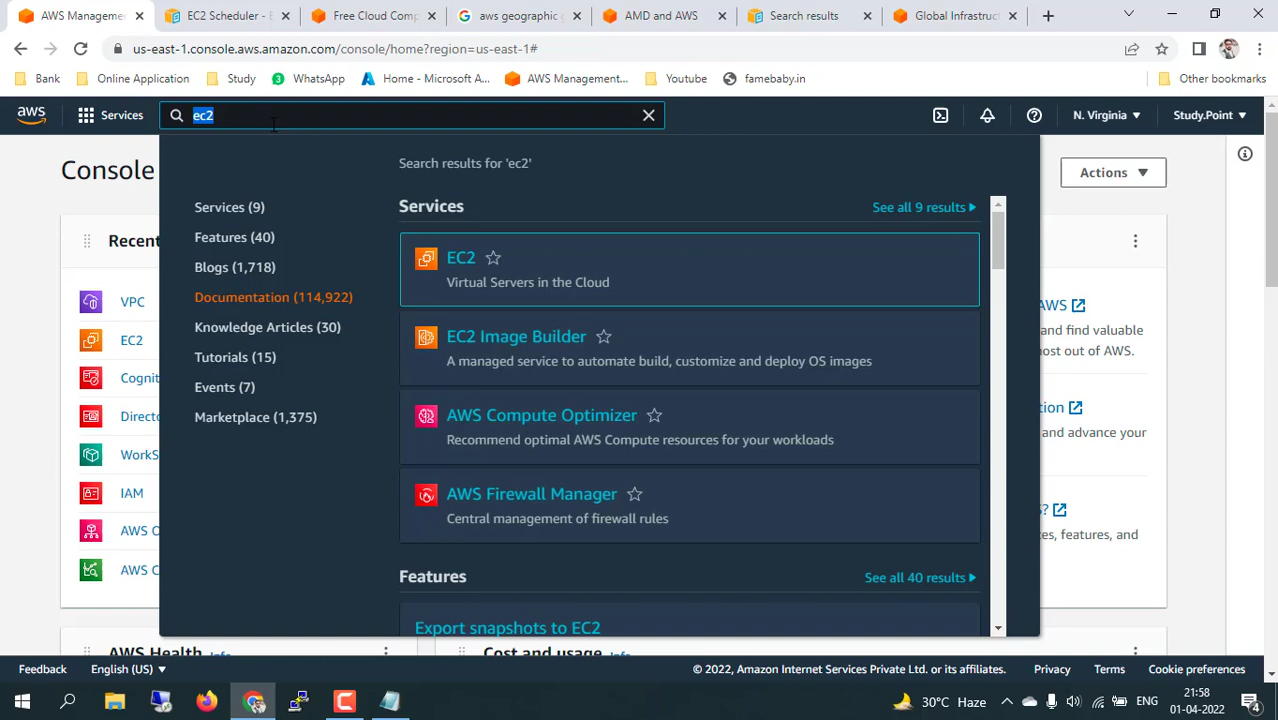 AWS Manageme
EC2 Scheduler - E
Free Cloud Comp
aws geographic g
AMD and AWS
Search results
Global Infrastruc
us-east-1.console.aws.amazon.com/console/home?region=us-east-1#
Bank
Online Application
Study
WhatsApp
Home - Microsoft A...
AWS Management...
Youtube
famebaby.in
Other bookmarks
aws
Services
ec2
N. Virginia
Study.Point
Console
Search results for 'ec2'
Actions
Services (9)
Services
See all 9 results
Features (40)
Recent
Blogs (1,718)
EC2
Virtual Servers in the Cloud
Documentation (114,922)
VPC
AWS
Knowledge Articles (30)
and find valuable
EC2
EC2 Image Builder
most out of AWS.
Tutorials (15)
A managed service to automate build, customize and deploy OS images
Cogni
Events (7)
Direct
Marketplace (1,375)
AWS Compute Optimizer
tion
Recommend optimal AWS Compute resources for your workloads
and advance your
WorkS
IAM
AWS Firewall Manager
S?
Central management of firewall rules
AWS O
ces, features, and
AWS C
Features
See all 40 results
Export snapshots to EC2
AWS Health Info
Cost and usage Info
Feedback
English (US)
© 2022, Amazon Internet Services Private Ltd. or its affiliates.
Privacy
Terms
Cookie preferences
30°C Haze
ENG
21:58
01-04-2022
4